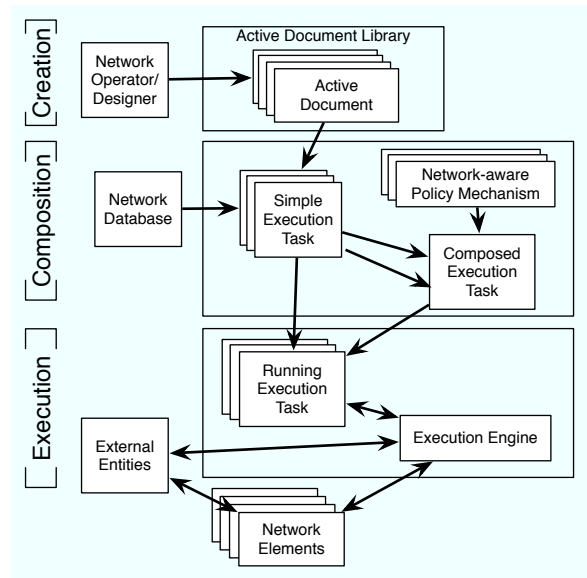 Creation
Active Document Library
Network
Operator/
Designer
Active
Document
Composition
Network
Database
Simple
Execution
Task
Network-aware
Policy Mechanism
Composed
Execution
Task
Execution
Running
Execution
Task
External
Entities
Execution Engine
Network
Elements